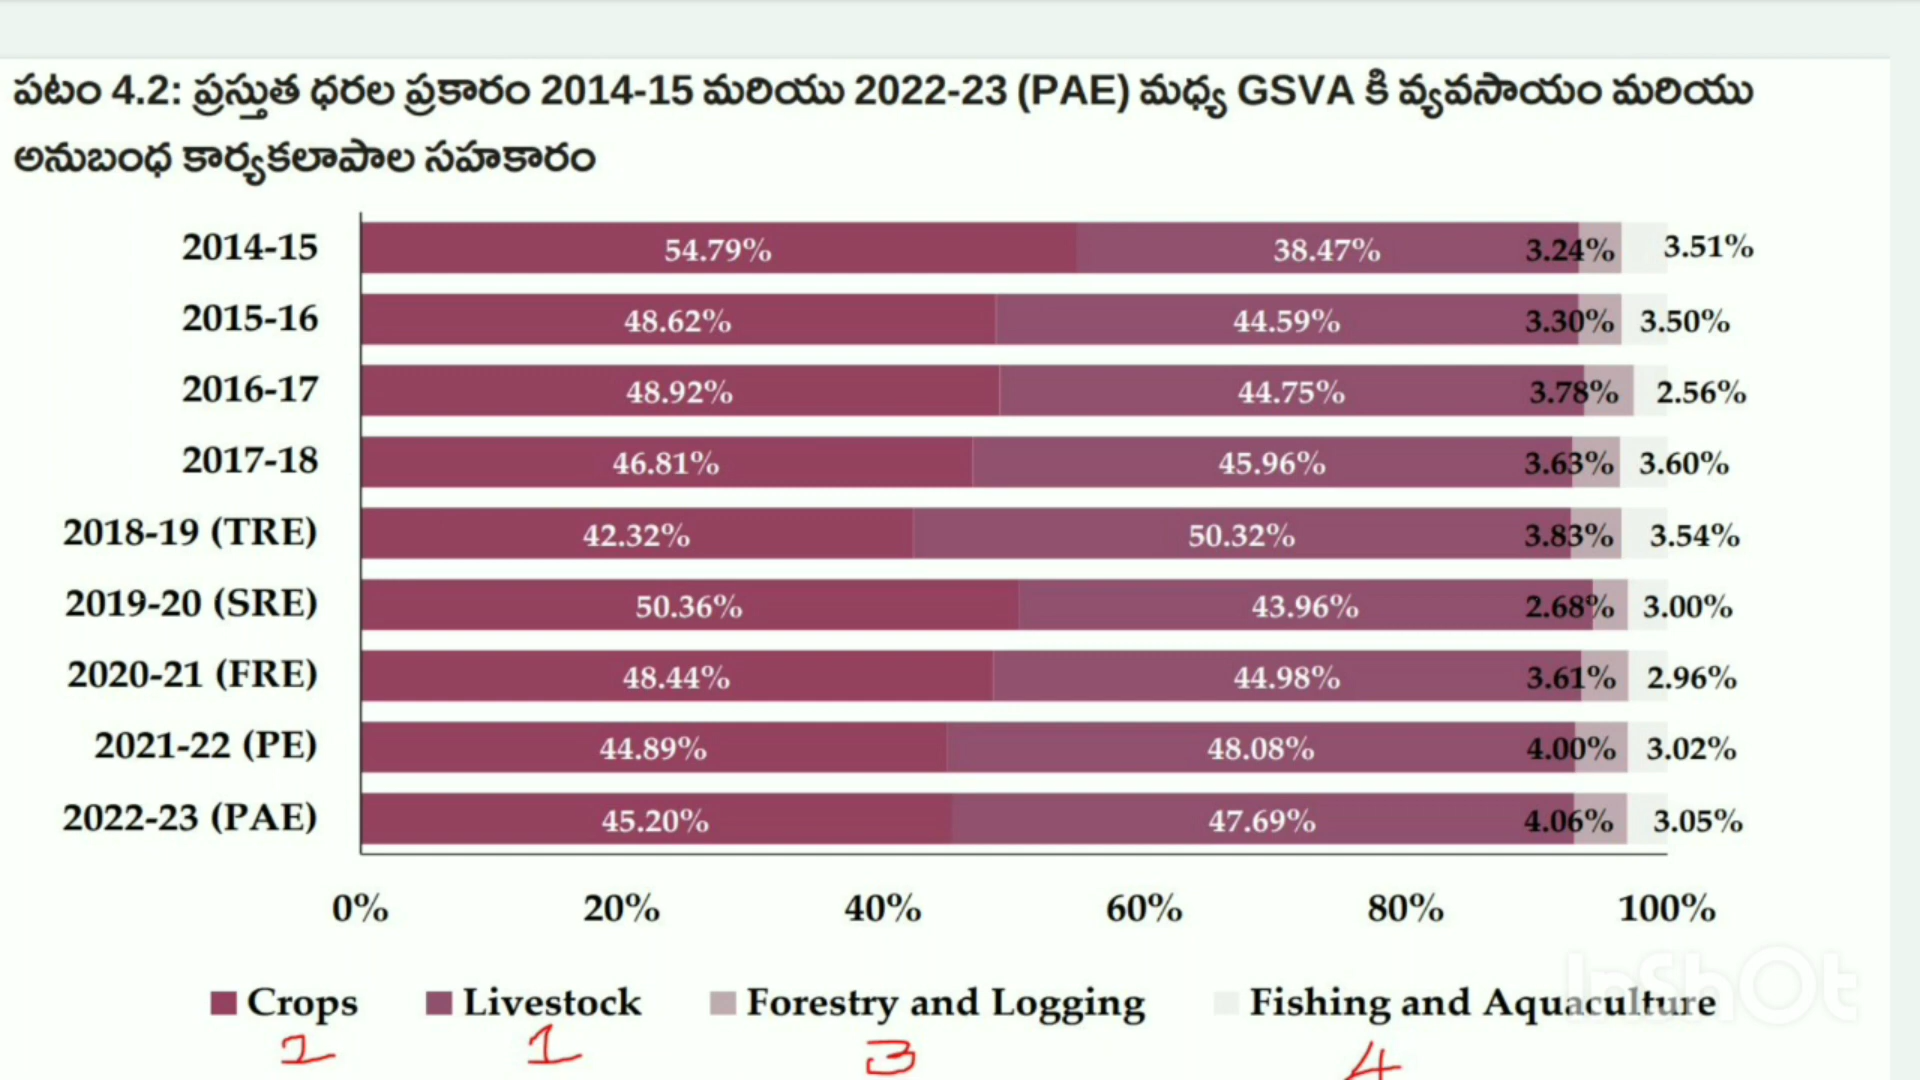 పటం 4.2: ప్రస్తుత ధరల ప్రకారం 2014-15 మరియు 2022-23 (PAE) మధ్య GSVA కి వ్యవసాయం మరియు
అనుబంధ కార్యకలాపాల సహకారం
2014-15 54.79% 38.47% 3.24% 3.51%
2015-16 48.62% 44.59% 3.30% 3.50%
2016-17 48.92% 44.75% 3.78% 2.56%
2017-18 46.81% 45.96% 3.63% 3.60%
2018-19 (TRE) 42.32% 50.32% 3.83% 3.54%
2019-20 (SRE) 50.36% 43.96% 2.68% 3.00%
2020-21 (FRE) 48.44% 44.98% 3.61% 2.96%
2021-22 (PE) 44.89% 48.08% 4.00% 3.02%
2022-23 (PAE) 45.20% 47.69% 4.06% 3.05%
0% 20% 40% 60% 80% 100%
InShOt
Crops Livestock Forestry and Logging Fishing and Aquaculture
2 1 3 4